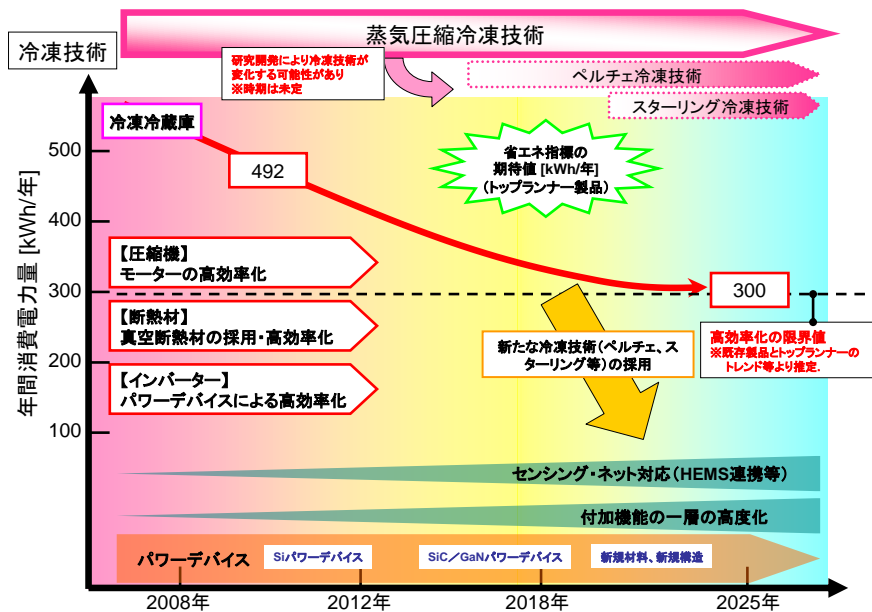 蒸気圧縮冷凍技術
冷凍技術
研究開発により冷凍技術が
変化する可能性があり
※時期は未定
ペルチェ冷凍技術
スターリング冷凍技術
冷凍冷蔵庫
省エネ指標の
期待値 [kWh/年]
(トップランナー製品)
年間消費電力量 [kWh/年]
500
400
300
200
100
492
300
【圧縮機】
モーターの高効率化
【断熱材】
真空断熱材の採用・高効率化
【インバーター】
パワーデバイスによる高効率化
新たな冷凍技術(ペルチェ、ス
ターリング等)の採用
高効率化の限界値
※既存製品とトップランナーの
トレンド等より推定.
センシング・ネット対応(HEMS連携等)
付加機能の一層の高度化
パワーデバイス
Siパワーデバイス
SiC/GaNパワーデバイス
新規材料、新規構造
2008年
2012年
2018年
2025年